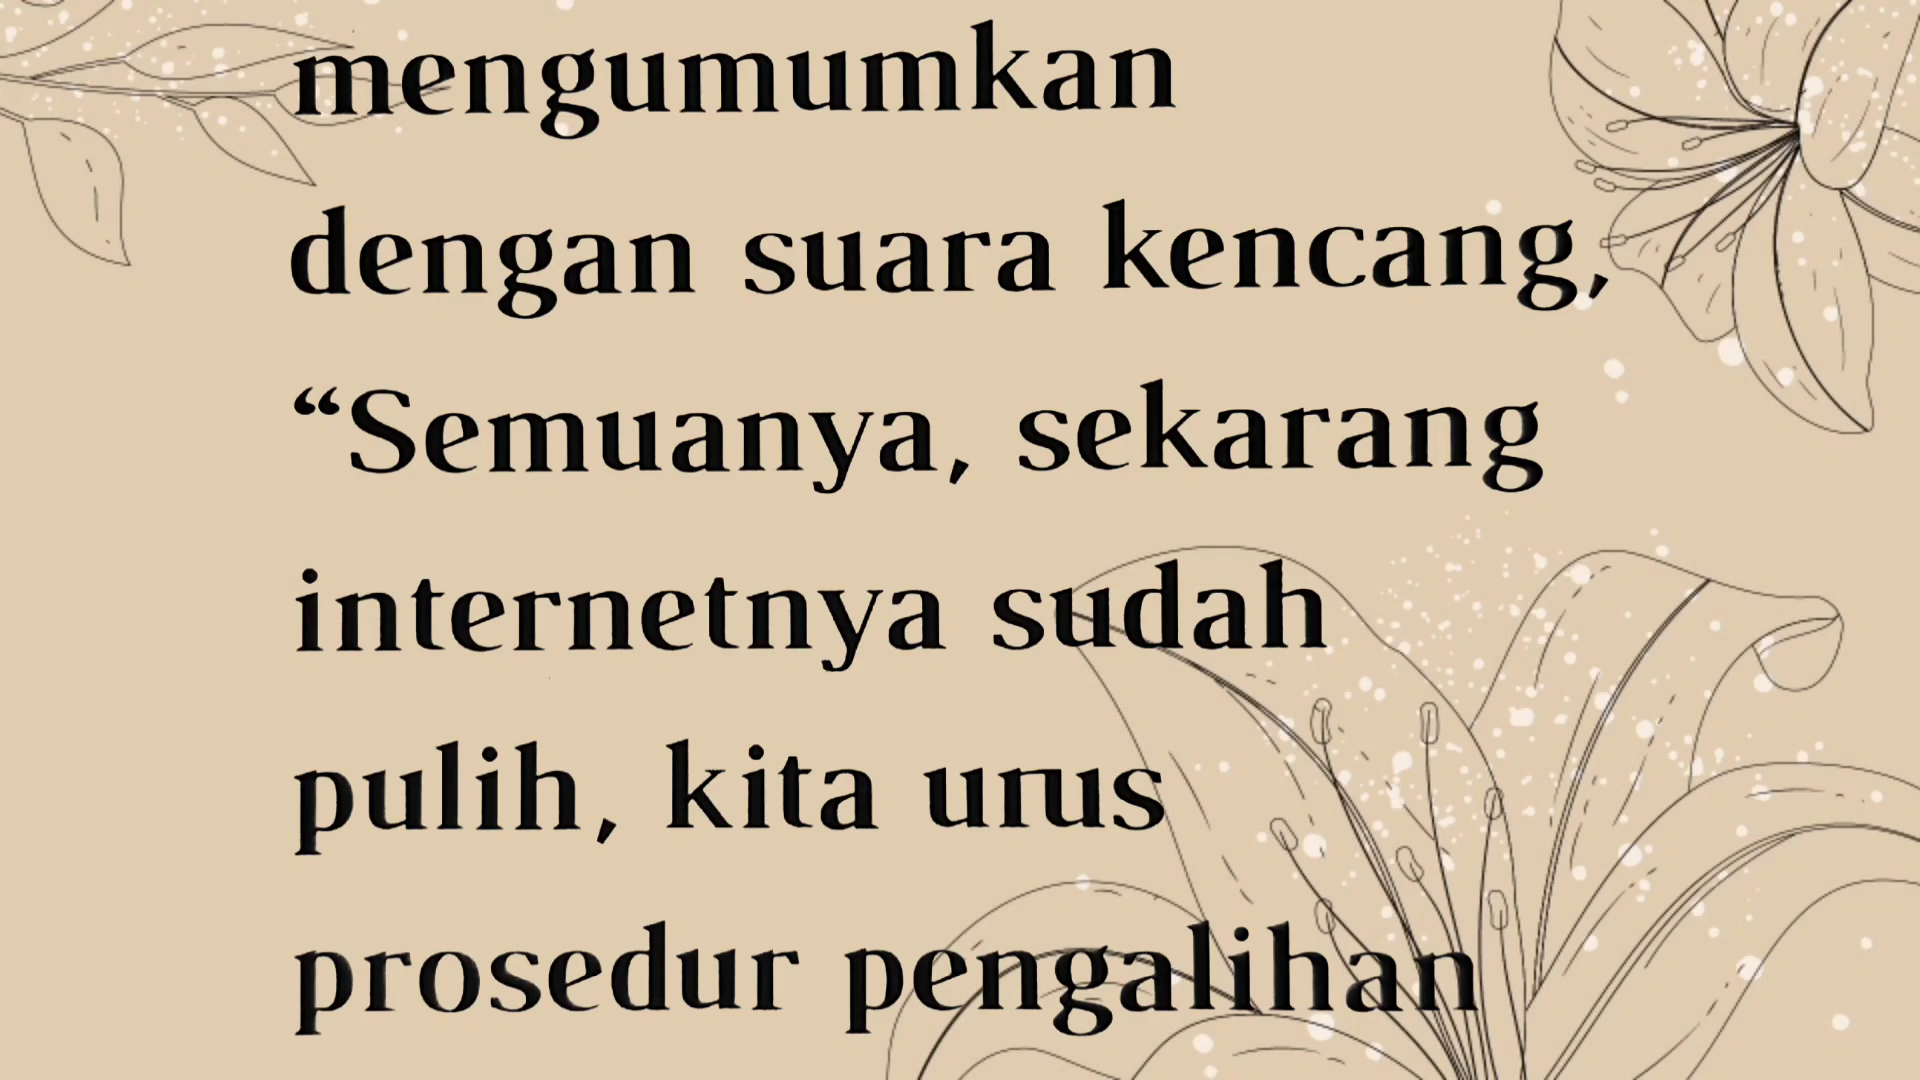 mengumumkan
dengan suara kencang,
“Semuanya, sekarang
internetnya sudah
pulih, kita urus
prosedur pengalihan